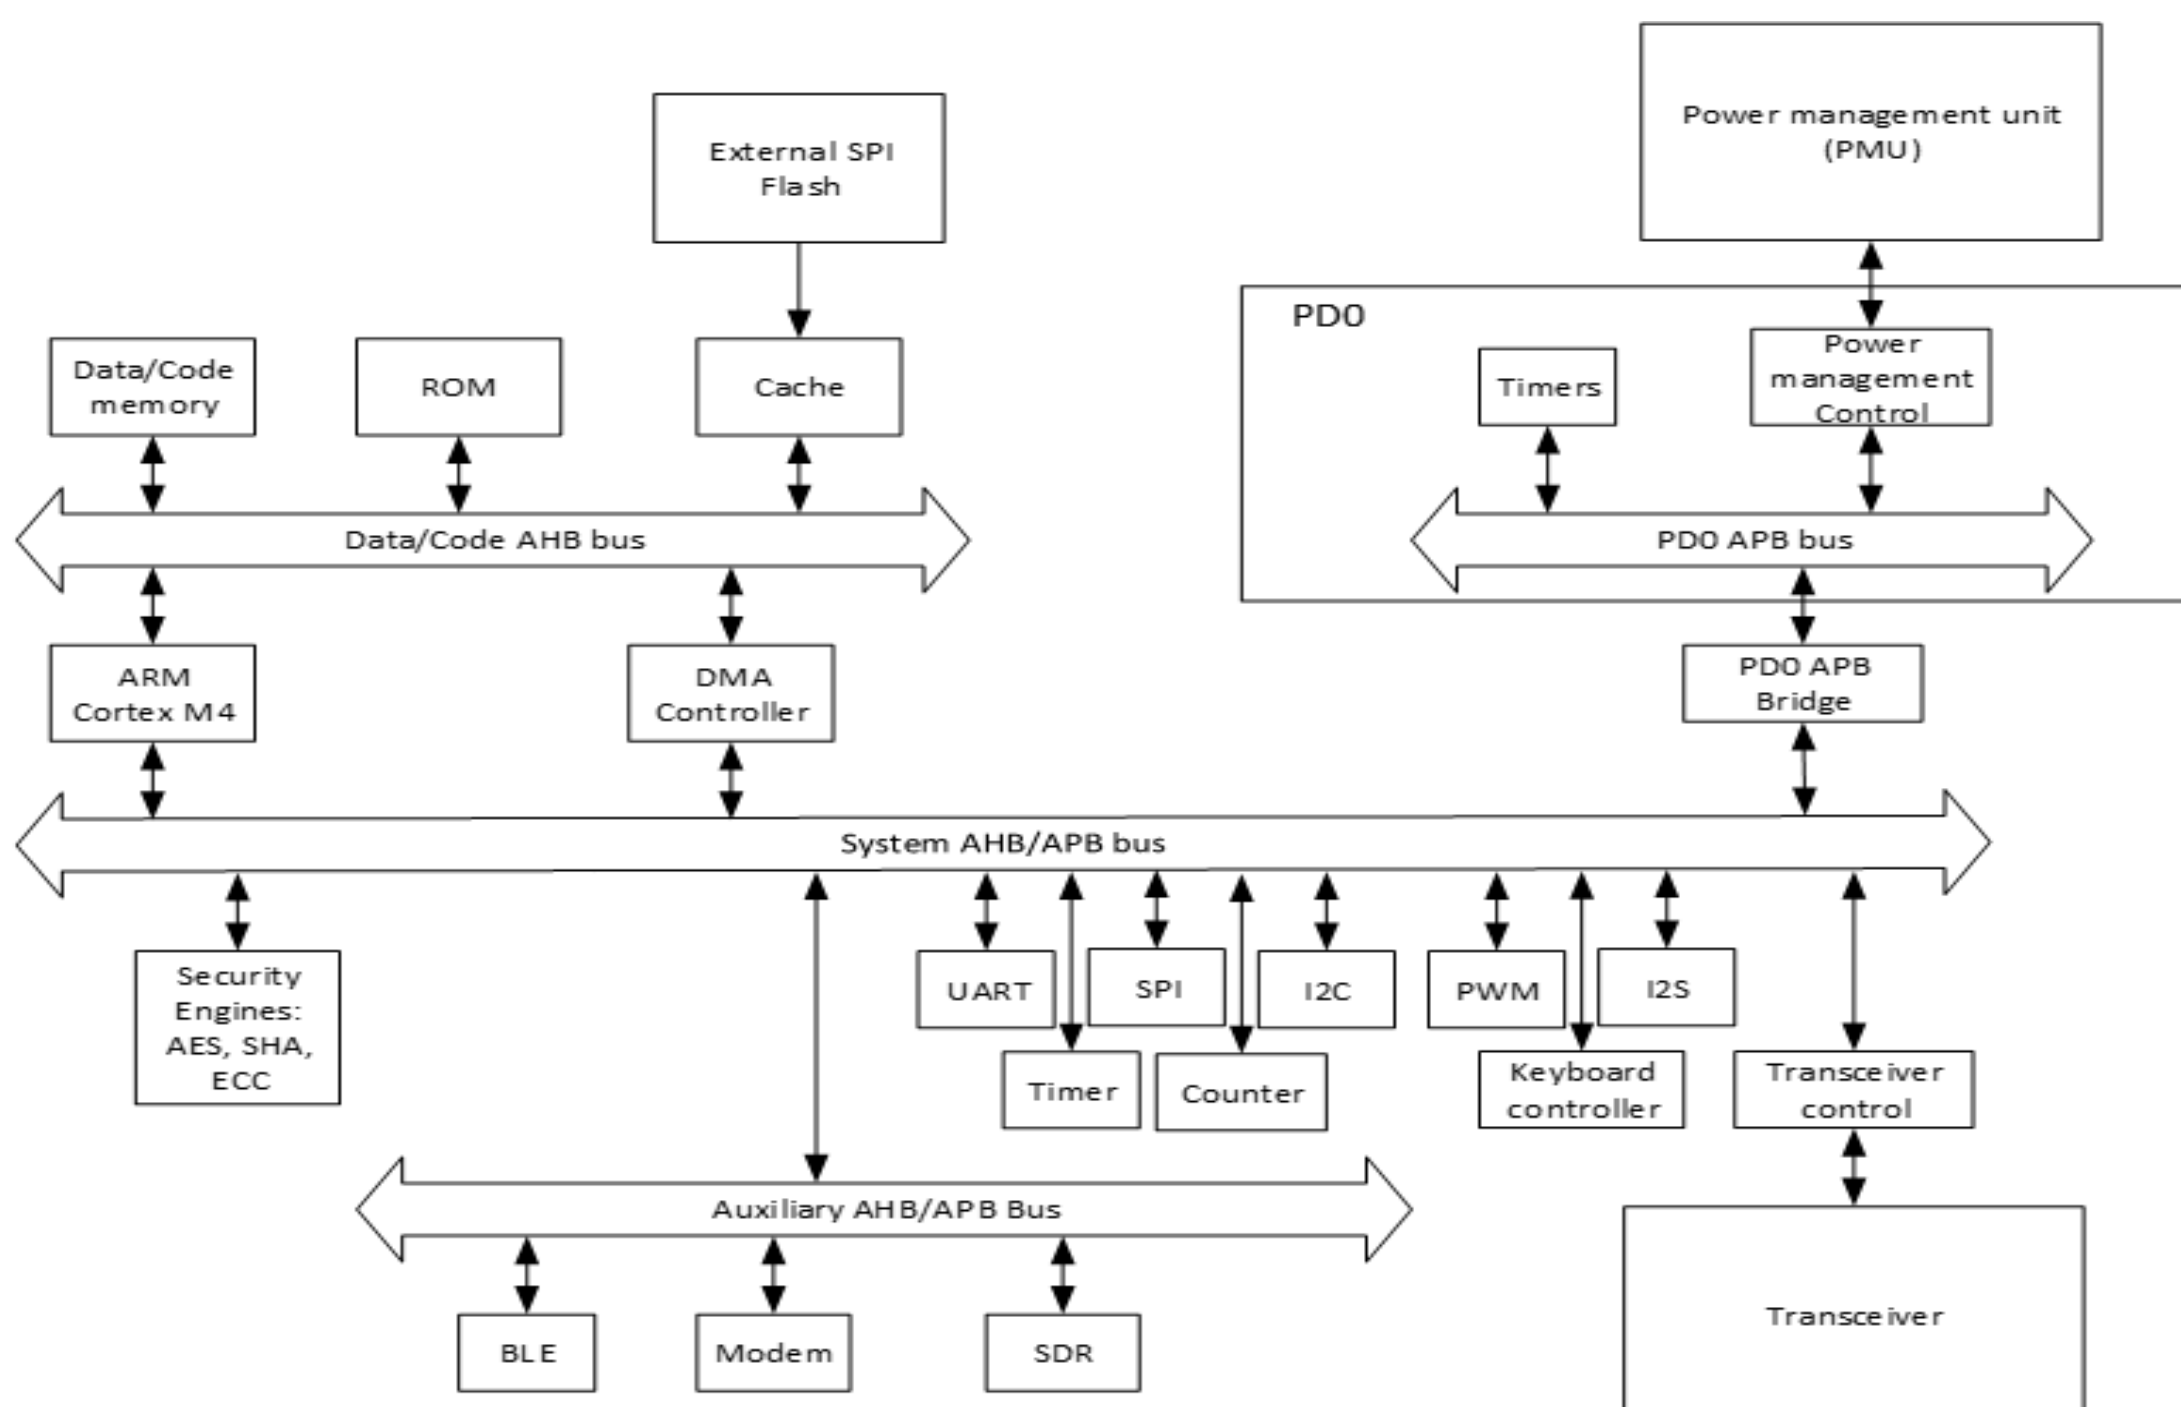 Power management unit
(PMU)
External SPI
Flash
PD0
Data/Code
memory
ROM
Cache
Timers
Power
management
Control
Data/Code AHB bus
PD0 APB bus
ARM
Cortex M4
DMA
Controller
PD0 APB
Bridge
System AHB/APB bus
Security
Engines:
AES, SHA,
ECC
UART
SPI
I2C
PWM
I2S
Timer
Counter
Keyboard
controller
Transceiver
control
Auxiliary AHB/APB Bus
BLE
Modem
SDR
Transceiver